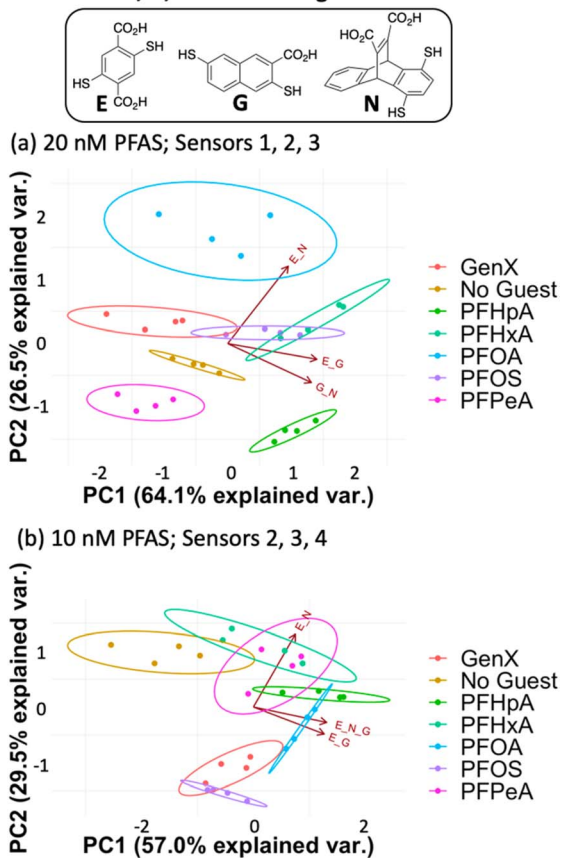 CO₂H
SH
HS
CO₂H
E
HS
CO₂H
SH
G
CO₂H
HO₂C
SH
HS
N
(a) 20 nM PFAS; Sensors 1, 2, 3
PC2 (26.5% explained var.)
2
1
0
-1
E_N
E_G
G_N
-2 -1 0 1 2
PC1 (64.1% explained var.)
GenX
No Guest
PFHpA
PFHxA
PFOA
PFOS
PFPeA
(b) 10 nM PFAS; Sensors 2, 3, 4
PC2 (29.5% explained var.)
1
0
-1
E_N
E_N_G
E_G
-2 0 2
PC1 (57.0% explained var.)
GenX
No Guest
PFHpA
PFHxA
PFOA
PFOS
PFPeA